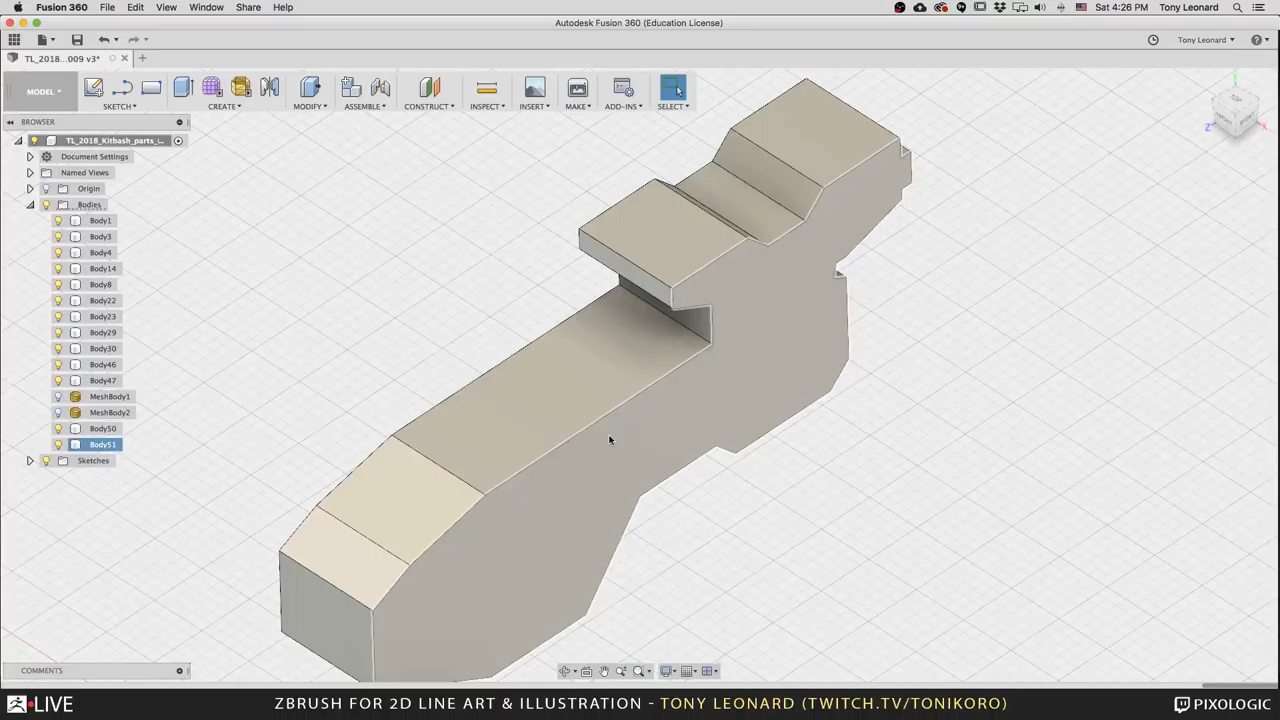 Fusion 360 File Edit View Window Share Help Sat 4:26 PM Tony Leonard
Autodesk Fusion 360 (Education License)
Tony Leonard
TL_2018...009 v3*
MODEL
SKETCH CREATE MODIFY ASSEMBLE CONSTRUCT INSPECT INSERT MAKE ADD-INS SELECT
BROWSER
TL_2018_Kitbash_parts_i...
Document Settings
Named Views
Origin
Bodies
Body1
Body3
Body4
Body14
Body8
Body22
Body23
Body29
Body30
Body46
Body47
MeshBody1
MeshBody2
Body50
Body51
Sketches
Z
COMMENTS
LIVE ZBRUSH FOR 2D LINE ART & ILLUSTRATION - TONY LEONARD (TWITCH.TV/TONIKORO) PIXOLOGIC